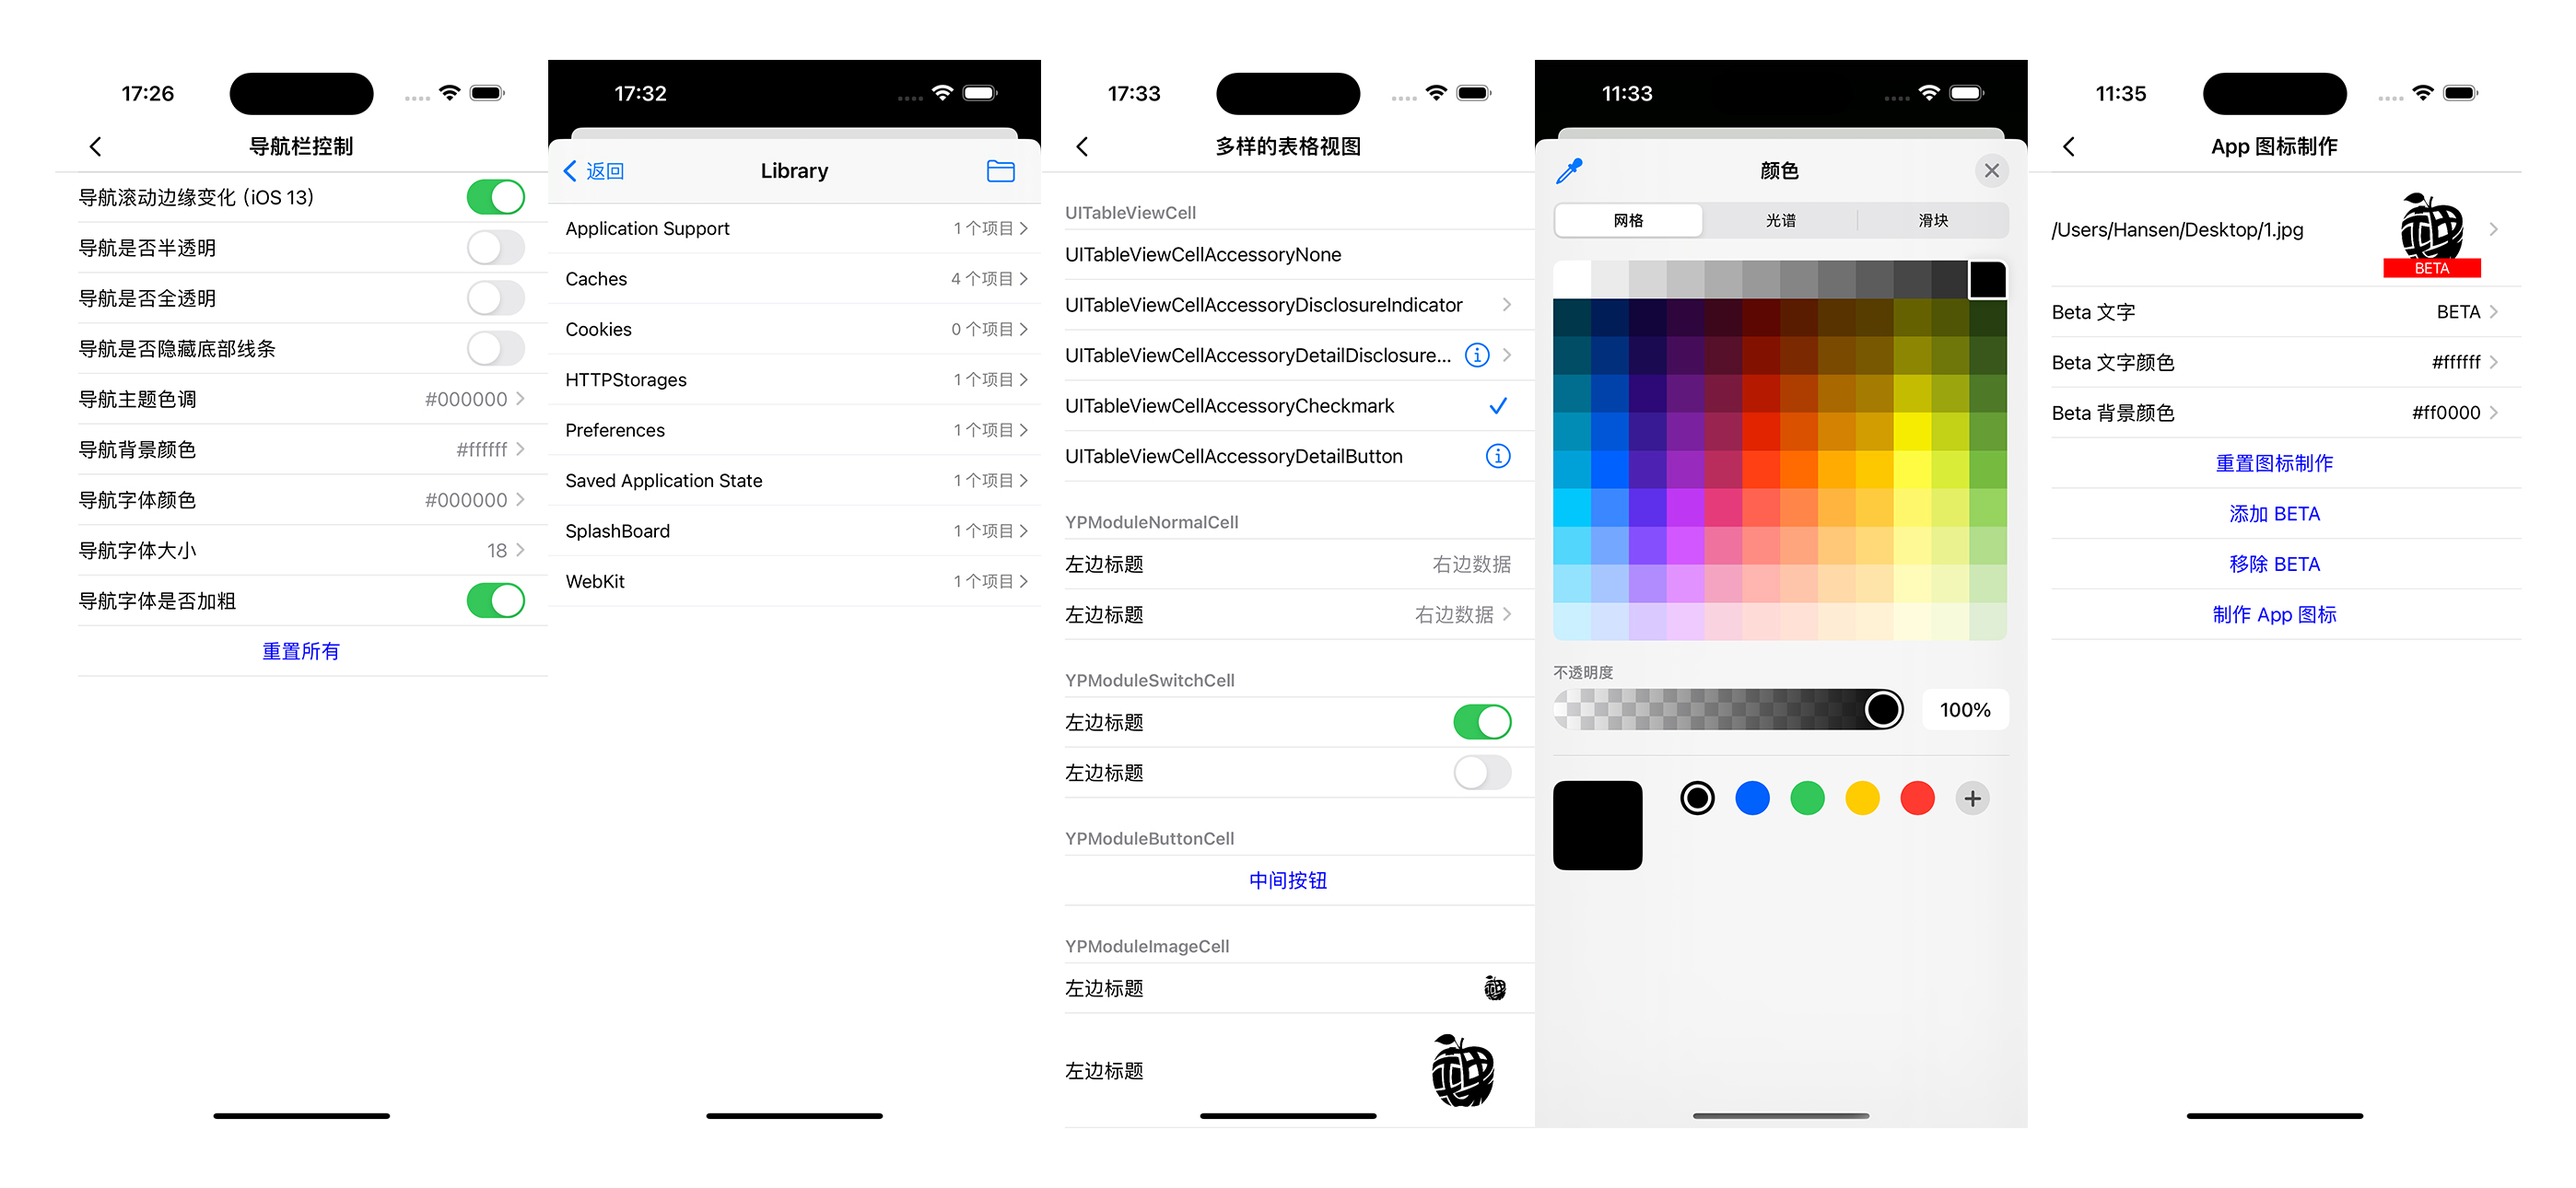 17:26
导航栏控制
导航滚动边缘变化 (iOS 13)
导航是否半透明
导航是否全透明
导航是否隐藏底部线条
导航主题色调 #000000
导航背景颜色 #ffffff
导航字体颜色 #000000
导航字体大小 18
导航字体是否加粗
重置所有
17:32
返回 Library
Application Support 1 个项目
Caches 4 个项目
Cookies 0 个项目
HTTPStorages 1 个项目
Preferences 1 个项目
Saved Application State 1 个项目
SplashBoard 1 个项目
WebKit 1 个项目
17:33
多样的表格视图
UITableViewCell
UITableViewCellAccessoryNone
UITableViewCellAccessoryDisclosureIndicator
UITableViewCellAccessoryDetailDisclosure...
UITableViewCellAccessoryCheckmark
UITableViewCellAccessoryDetailButton
YPModuleNormalCell
左边标题 右边数据
左边标题 右边数据
YPModuleSwitchCell
左边标题
左边标题
YPModuleButtonCell
中间按钮
YPModuleImageCell
左边标题
左边标题
11:33
颜色
网格 光谱 滑块
不透明度
100%
11:35
App 图标制作
/Users/Hansen/Desktop/1.jpg
BETA
Beta 文字 BETA
Beta 文字颜色 #ffffff
Beta 背景颜色 #ff0000
重置图标制作
添加 BETA
移除 BETA
制作 App 图标